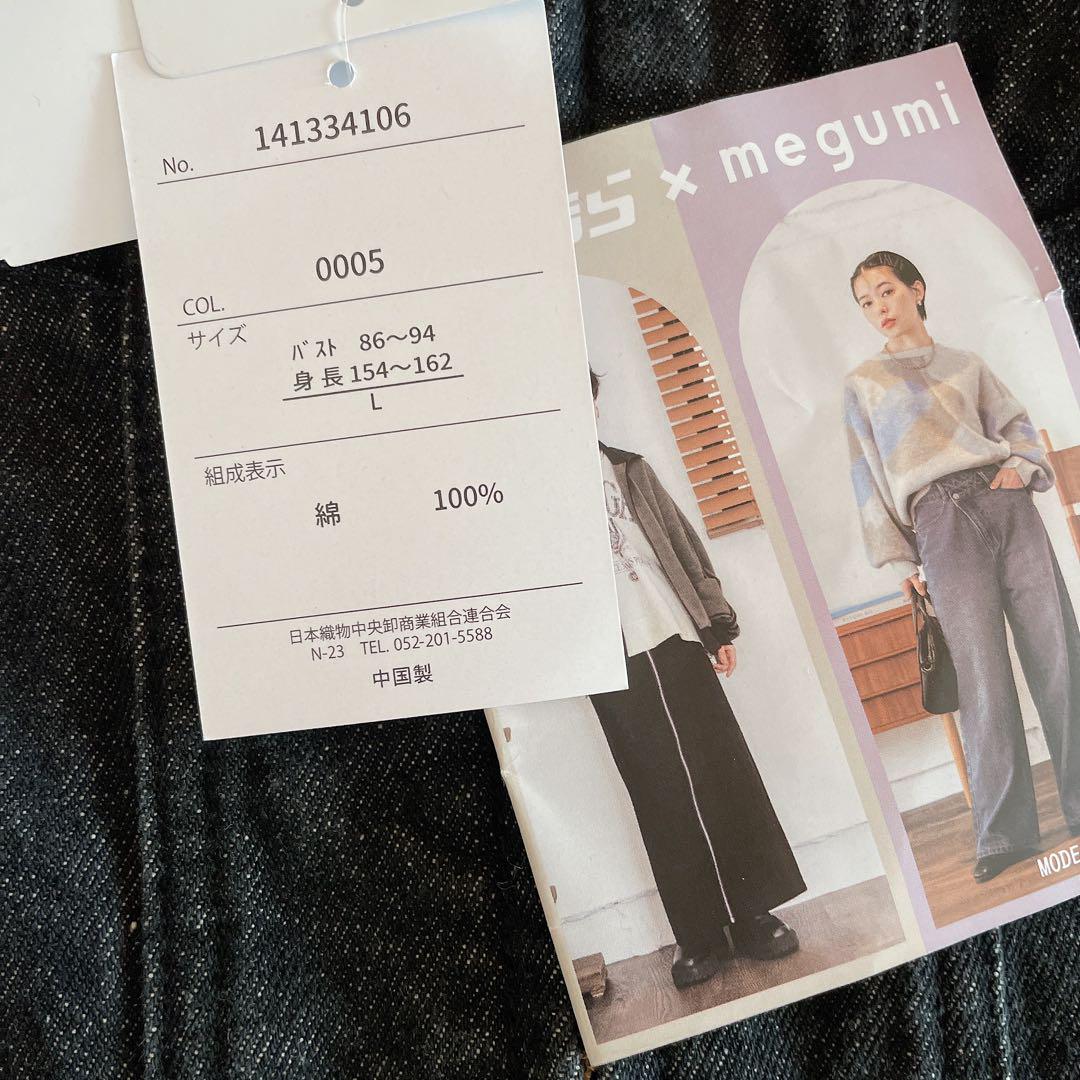 No. 141334106
COL. 0005
サイズ
バスト 86〜94
身長 154〜162
L
組成表示
綿 100%
日本織物中央卸商業組合連合会
N-23 TEL. 052-201-5588
中国製
× megumi